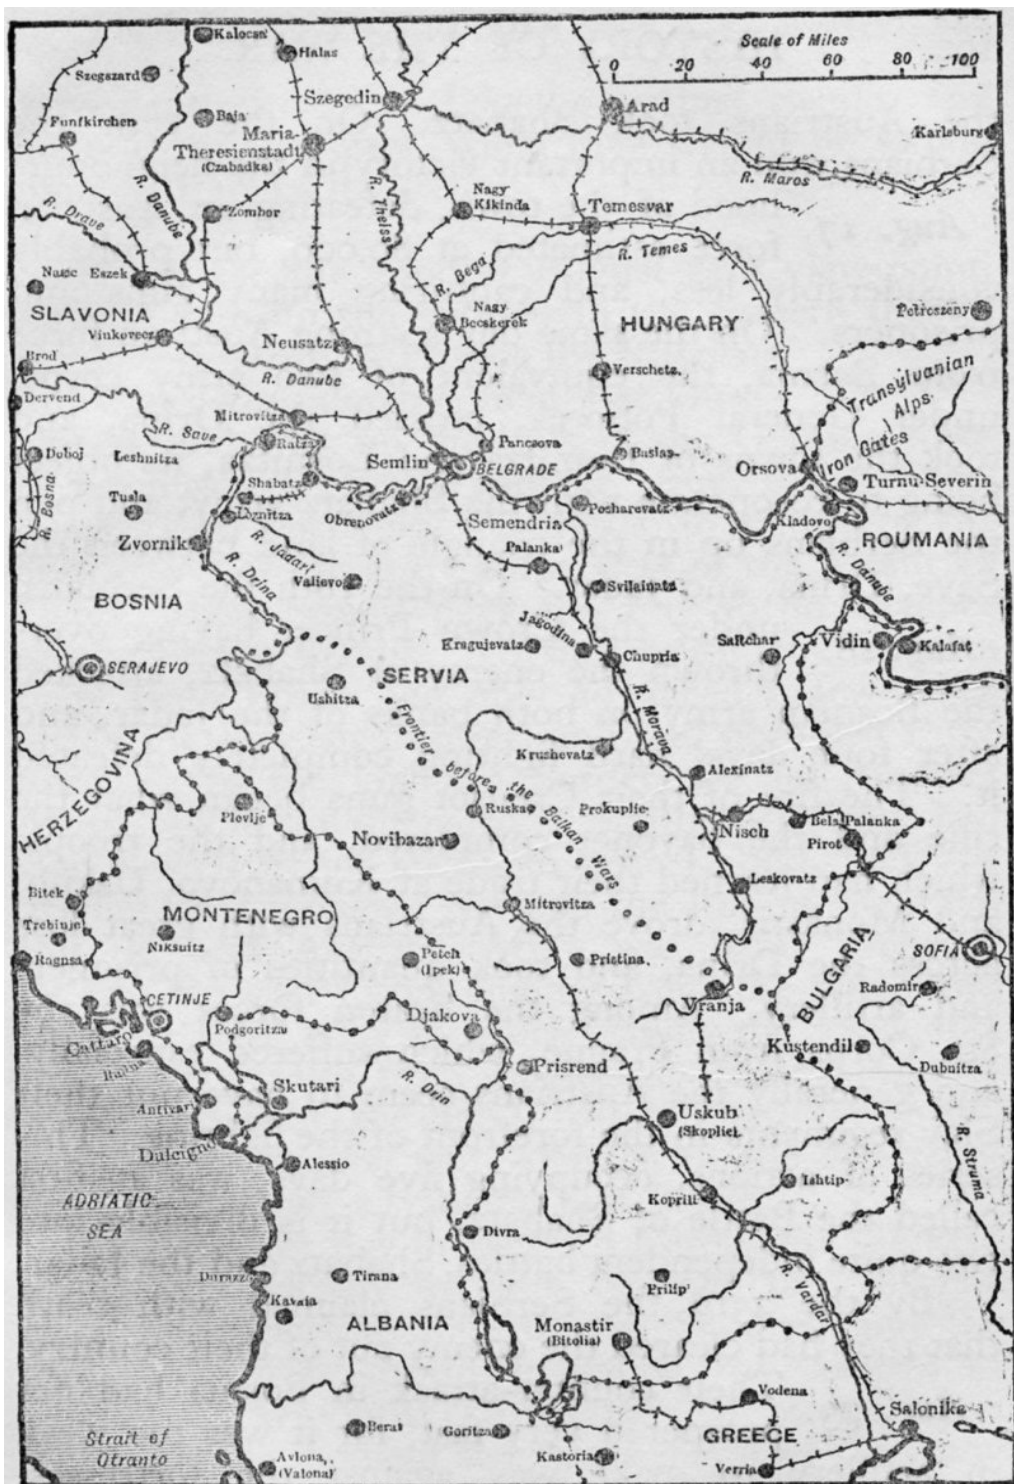 Kalocsa
Halas
Scale of Miles
0 20 40 60 80 100
Szegszard
Szegedin
Arad
Baja
Funfkirchen
Maria-
Theresienstadt
(Czabadka)
Karlsburg
R. Maros
R. Danube
R. Theiss
R. Drave
Zombor
Nagy
Kikinda
Temesvar
R. Temes
R. Bega
Eszek
SLAVONIA
Nagy
Becskerek
HUNGARY
Petroszeny
Vinkovecz
Neusatz
Brod
R. Danube
Verschetz
Transylvanian
Alps
Dervend
Mitrovitza
R. Save
Ratza
Pancsova
Doboj
Leshnitza
Semlin
BELGRADE
Baslas
Orsova
Iron Gates
Turnu Severin
Shabatz
R. Bosna
Tusla
Obrenovatz
Semendria
Posharevatz
Kladovo
Zvornik
R. Jadart
Palanka
ROUMANIA
R. Drina
Valievo
Svilainatz
R. Danube
BOSNIA
Jagodina
Kragujevatz
Chupria
Vidin
Kalafat
SERAJEVO
SERVIA
Ushitza
R. Morava
Frontier before the Balkan Wars
HERZEGOVINA
Krushevatz
Alexinatz
Plevlje
Ruska
Prokuplie
Nisch
Bela Palanka
Novibazar
Pirot
Leskovatz
Bilek
Mitrovitza
MONTENEGRO
Trebinje
Niksuitz
BULGARIA
Ragusa
Petch
(Ipek)
Pristina
SOFIA
Radomir
CETINJE
Vranja
Podgoritza
Djakova
Cattaro
Kustendil
Budua
Prisrend
Dubnitza
R. Drin
Skutari
Antivari
Uskub
(Skoplie)
Dulcigno
Alessio
R. Struma
Ishtip
Koprili
ADRIATIC
SEA
Divra
Durazzo
Tirana
Prilip
R. Vardar
Kavaia
ALBANIA
Monastir
(Bitolia)
Vodena
Salonika
Berat
Goritza
GREECE
Strait of
Otranto
Avlona
(Valona)
Kastoria
Verria